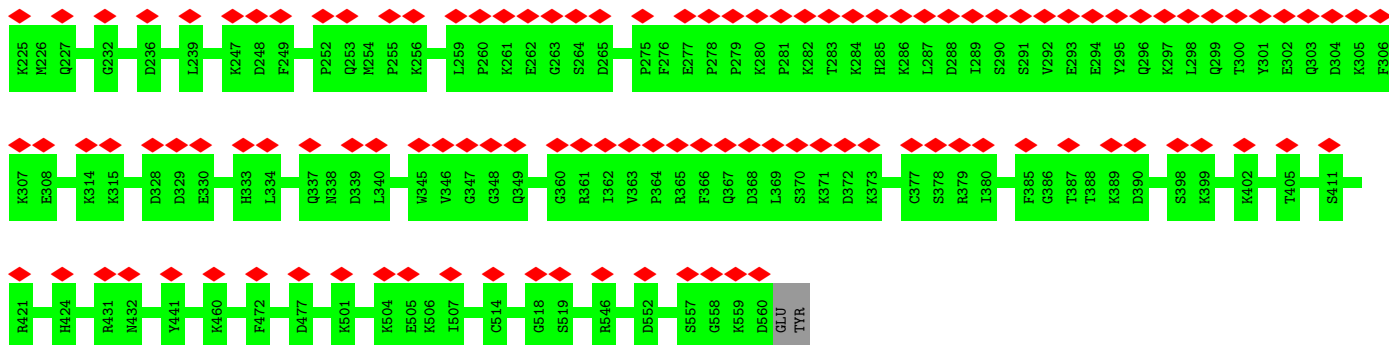 K225 M226 Q227 G232 D236 L239 K247 D248 F249 P252 Q253 M254 P255 K256 L259 P260 K261 E262 G263 S264 D265 P275 F276 E277 P278 P279 K280 P281 K282 T283 K284 H285 K286 L287 D288 I289 S290 S291 V292 E293 E294 Y295 Q296 K297 L298 Q299 T300 Y301 E302 Q303 D304 K305 F306
K307 E308 K314 K315 D328 D329 E330 H333 L334 Q337 N338 D339 L340 W345 V346 G347 G348 Q349 G360 R361 I362 V363 P364 R365 F366 Q367 D368 L369 S370 K371 D372 K373 C377 S378 R379 I380 F385 G386 T387 T388 K389 D390 S398 K399 K402 T405 S411
R421 H424 R431 N432 Y441 K460 F472 D477 K501 K504 E505 K506 I507 C514 G518 S519 R546 D552 S557 G558 K559 D560 GLU TYR